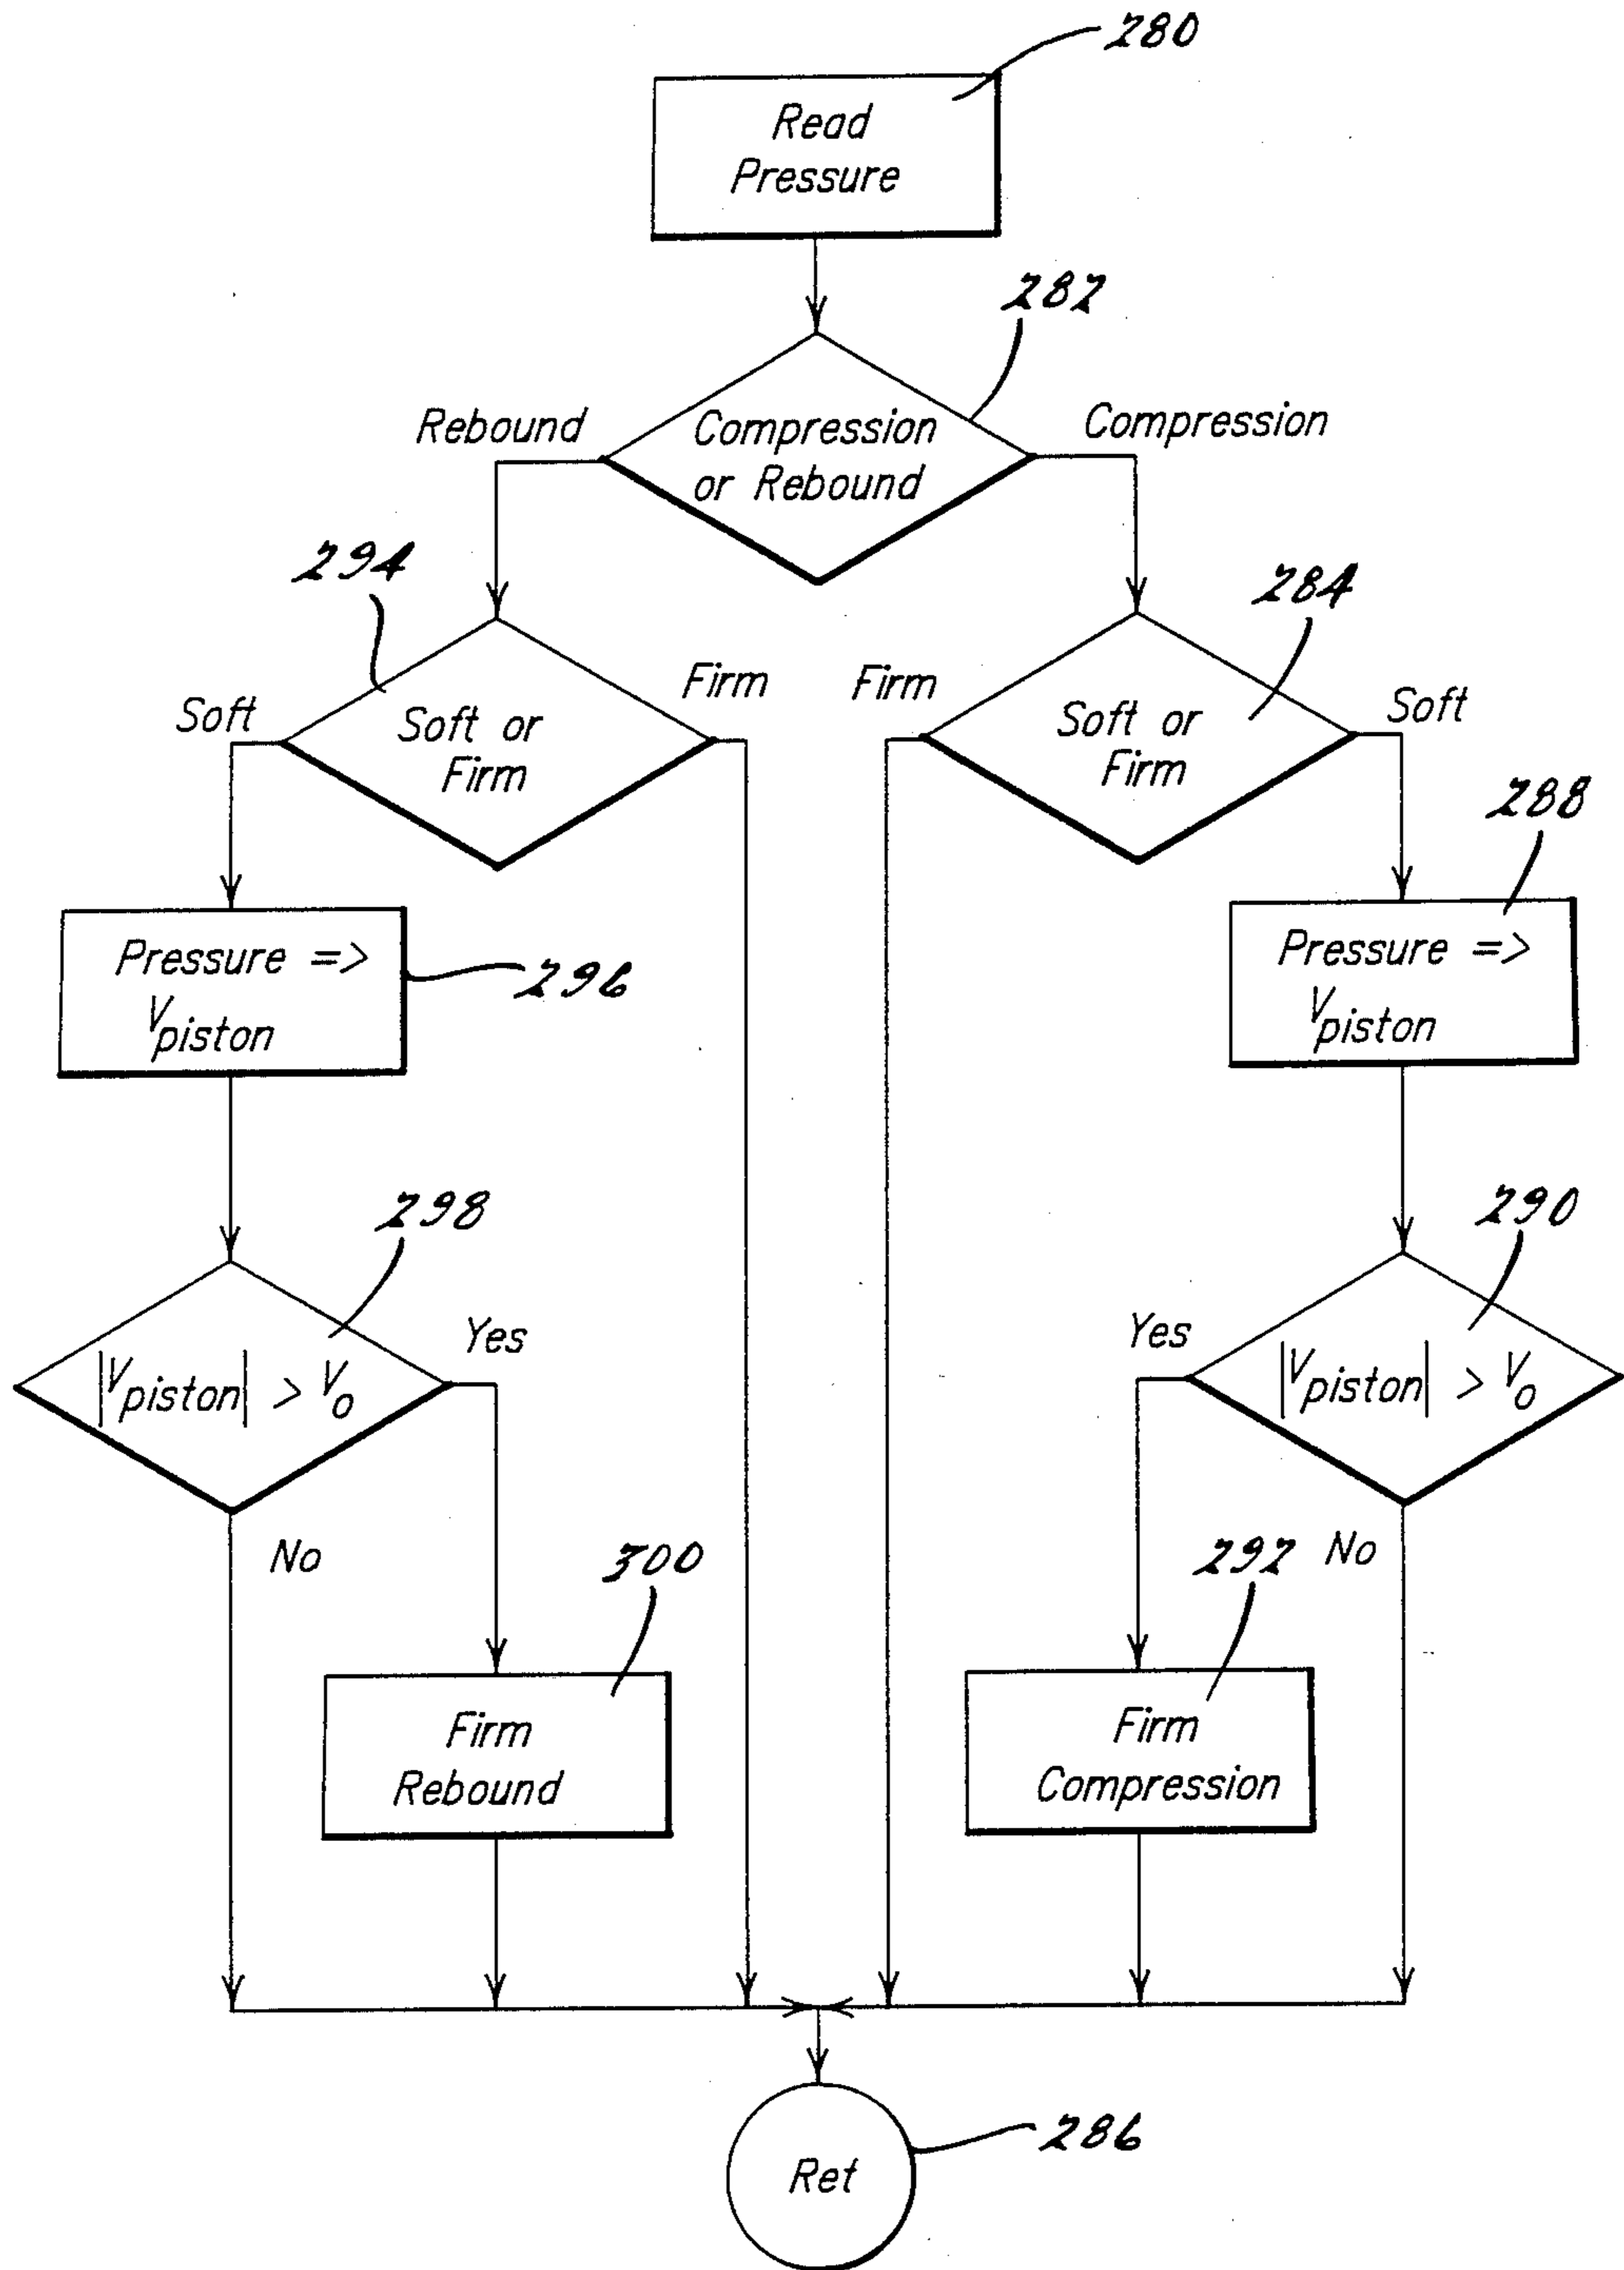 280
Read
Pressure
282
Rebound
Compression
or Rebound
Compression
294
284
Soft
Soft or
Firm
Firm
Firm
Soft or
Firm
Soft
288
Pressure =>
Vpiston
296
Pressure =>
Vpiston
298
290
|Vpiston| > Vo
Yes
Yes
|Vpiston| > Vo
No
300
292
No
Firm
Rebound
Firm
Compression
Ret
286